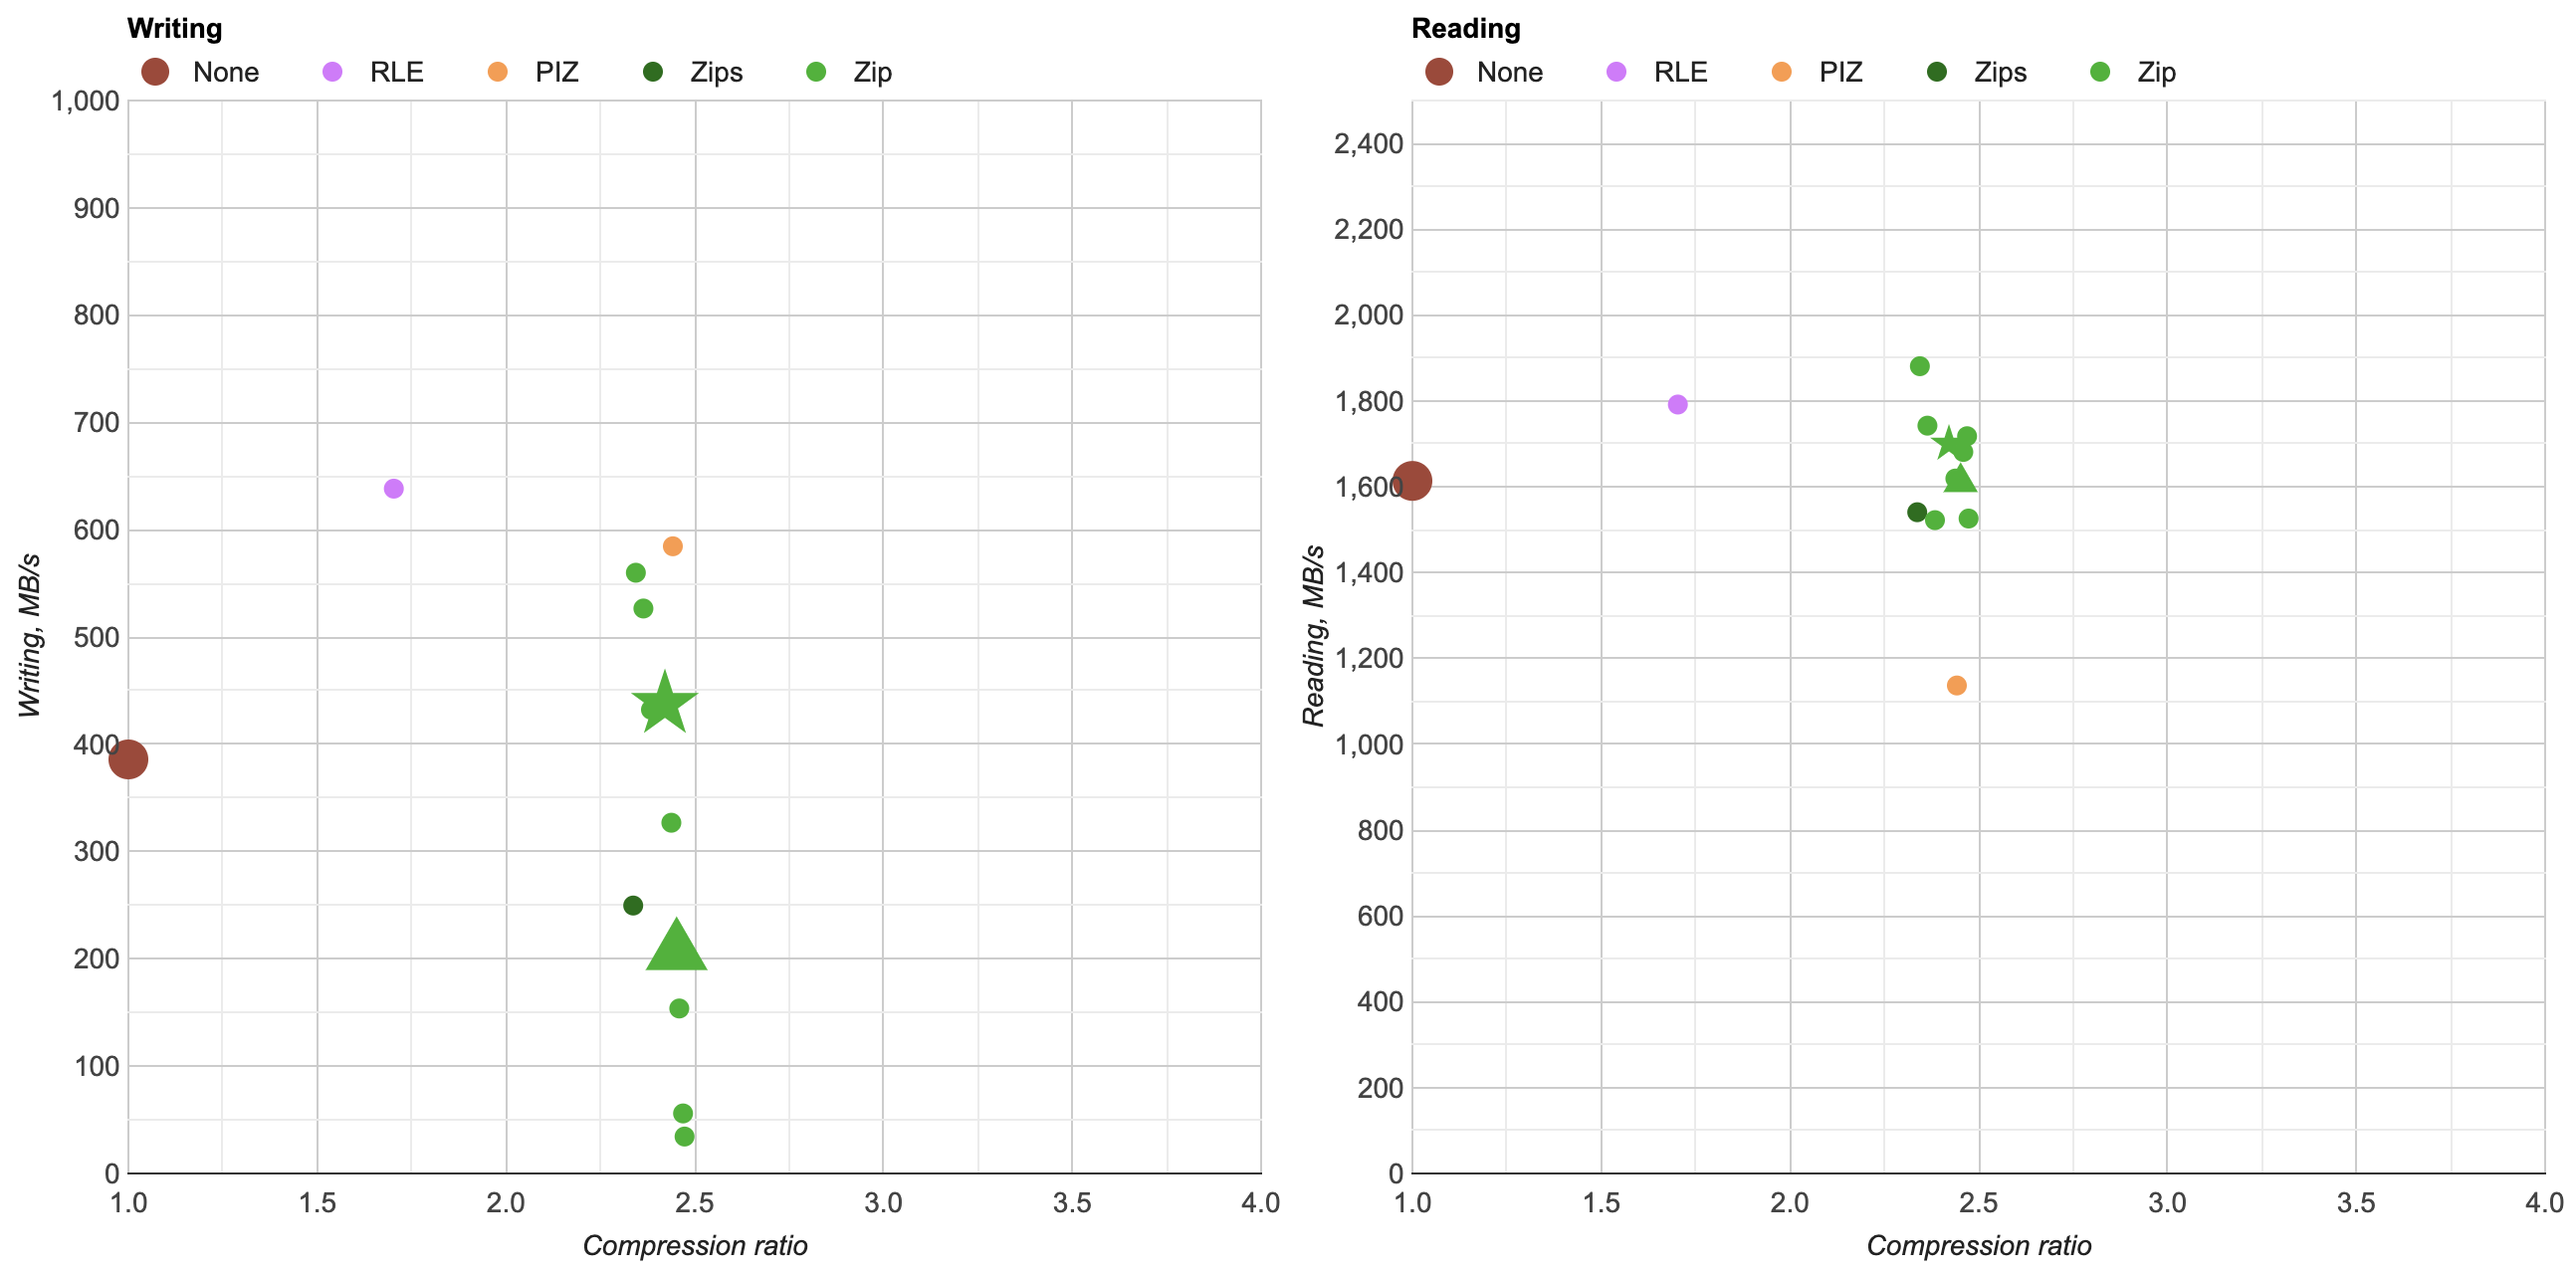 Writing
None RLE PIZ Zips Zip
1,000
900
800
700
600
500
400
300
200
100
0
1.0 1.5 2.0 2.5 3.0 3.5 4.0
Compression ratio
Writing, MB/s
Reading
None RLE PIZ Zips Zip
2,400
2,200
2,000
1,800
1,600
1,400
1,200
1,000
800
600
400
200
0
1.0 1.5 2.0 2.5 3.0 3.5 4.0
Compression ratio
Reading, MB/s